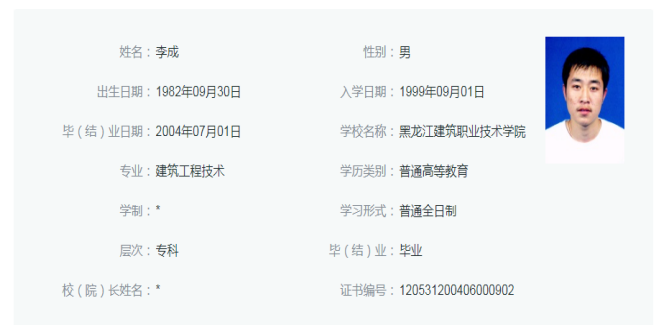 姓名：李成 性别：男
出生日期：1982年09月30日 入学日期：1999年09月01日
毕（结）业日期：2004年07月01日 学校名称：黑龙江建筑职业技术学院
专业：建筑工程技术 学历类别：普通高等教育
学制：* 学习形式：普通全日制
层次：专科 毕（结）业：毕业
校（院）长姓名：* 证书编号：120531200406000902